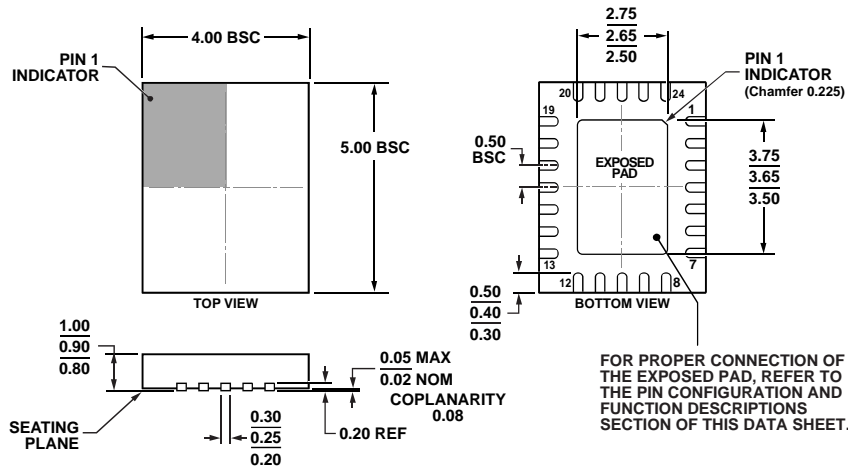 4.00 BSC
PIN 1
INDICATOR
5.00 BSC
TOP VIEW
2.75
2.65
2.50
PIN 1
INDICATOR
(Chamfer 0.225)
20
24
19
1
0.50
BSC
EXPOSED
PAD
3.75
3.65
3.50
13
7
12
8
0.50
0.40
0.30
BOTTOM VIEW
1.00
0.90
0.80
0.05 MAX
0.02 NOM
COPLANARITY
0.08
SEATING
PLANE
0.30
0.25
0.20
0.20 REF
FOR PROPER CONNECTION OF
THE EXPOSED PAD, REFER TO
THE PIN CONFIGURATION AND
FUNCTION DESCRIPTIONS
SECTION OF THIS DATA SHEET.